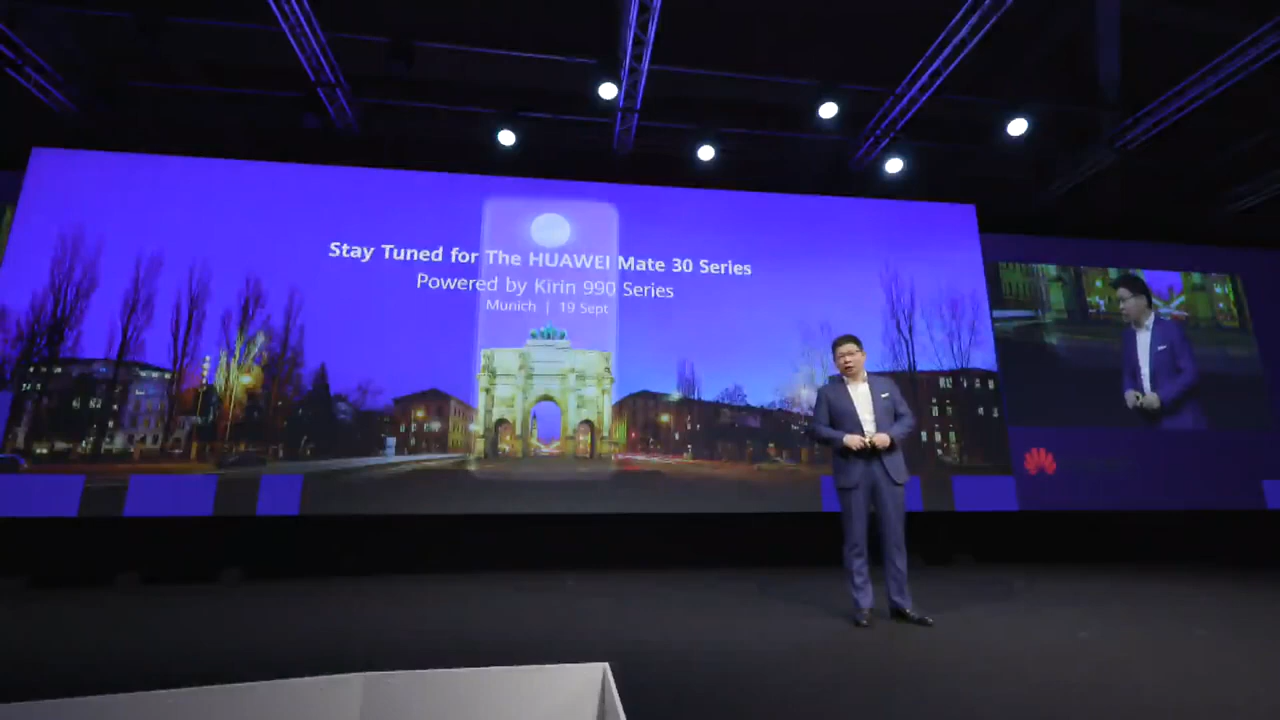 Stay Tuned for The HUAWEI Mate 30 Series
Powered by Kirin 990 Series
Munich | 19 Sept